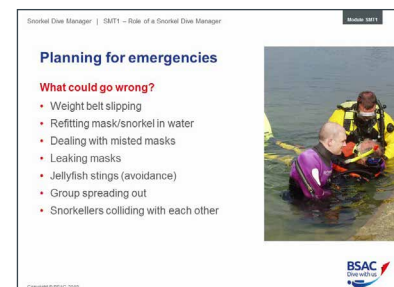 Snorkel Dive Manager | SMT1 – Role of a Snorkel Dive Manager
Module SMT1
Planning for emergencies
What could go wrong?
• Weight belt slipping
• Refitting mask/snorkel in water
• Dealing with misted masks
• Leaking masks
• Jellyfish stings (avoidance)
• Group spreading out
• Snorkellers colliding with each other
BSAC
Dive with us
Copyright © BSAC